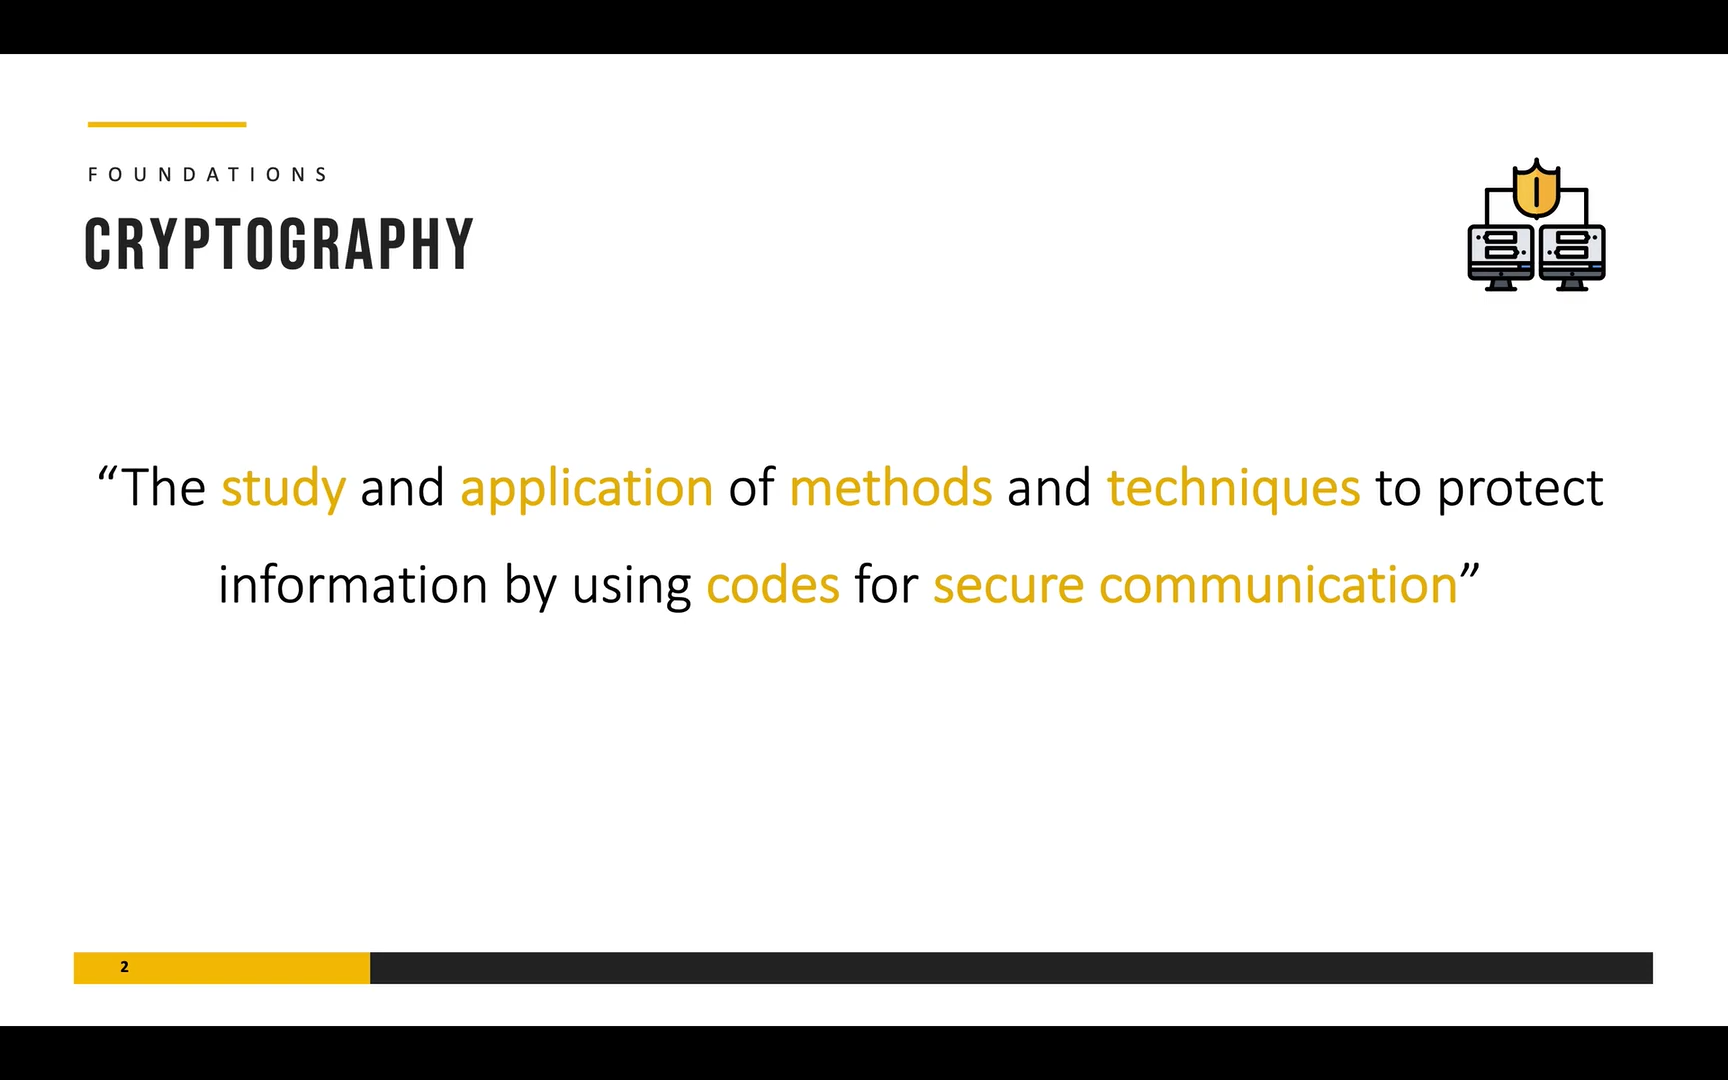 FOUNDATIONS
CRYPTOGRAPHY
“The study and application of methods and techniques to protect
information by using codes for secure communication”
2